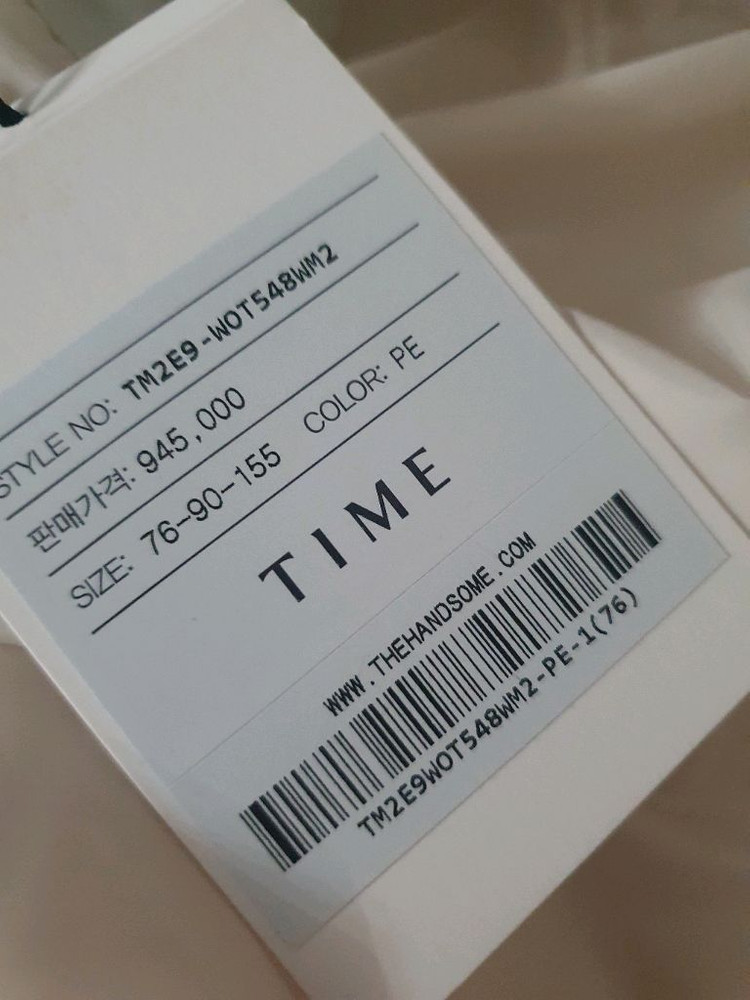 STYLE NO: TM2E9-WOT548WM2
판매가격: 945,000
SIZE: 76-90-155 COLOR: PE
TIME
WWW.THEHANDSOME.COM
TM2E9WOT548WM2-PE-1(76)